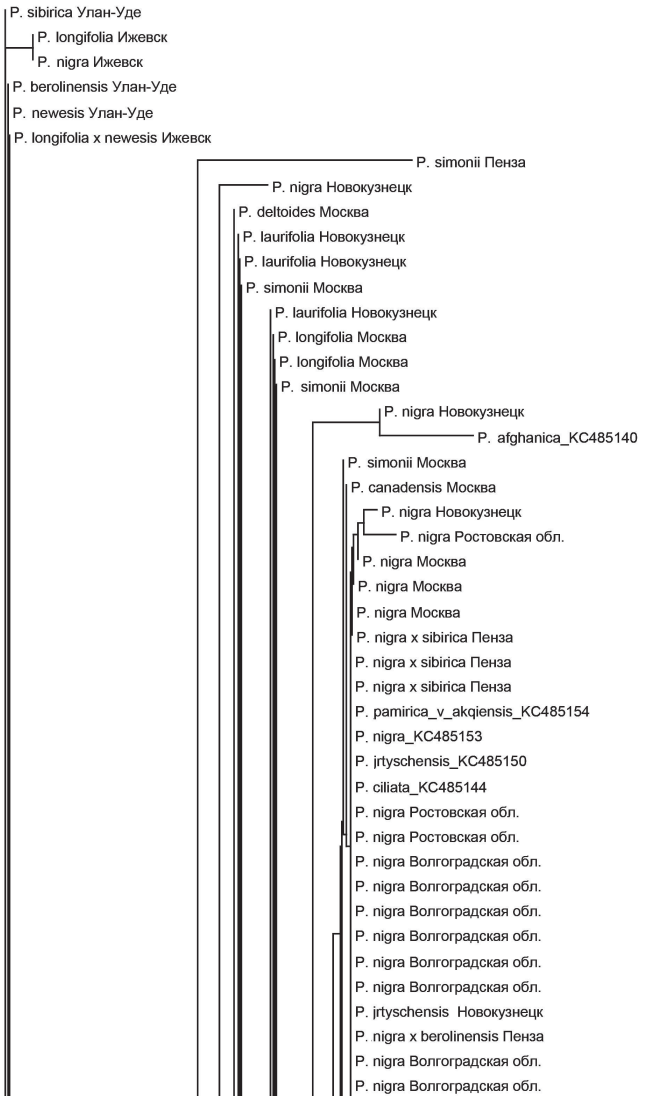 P. sibirica Улан-Уде
P. longifolia Ижевск
P. nigra Ижевск
P. berolinensis Улан-Уде
P. newesis Улан-Уде
P. longifolia x newesis Ижевск
P. simonii Пенза
P. nigra Новокузнецк
P. deltoides Москва
P. laurifolia Новокузнецк
P. laurifolia Новокузнецк
P. simonii Москва
P. laurifolia Новокузнецк
P. longifolia Москва
P. longifolia Москва
P. simonii Москва
P. nigra Новокузнецк
P. afghanica_KC485140
P. simonii Москва
P. canadensis Москва
P. nigra Новокузнецк
P. nigra Ростовская обл.
P. nigra Москва
P. nigra Москва
P. nigra Москва
P. nigra x sibirica Пенза
P. nigra x sibirica Пенза
P. nigra x sibirica Пенза
P. pamirica_v_akqiensis_KC485154
P. nigra_KC485153
P. jrtyschensis_KC485150
P. ciliata_KC485144
P. nigra Ростовская обл.
P. nigra Ростовская обл.
P. nigra Волгоградская обл.
P. nigra Волгоградская обл.
P. nigra Волгоградская обл.
P. nigra Волгоградская обл.
P. nigra Волгоградская обл.
P. nigra Волгоградская обл.
P. jrtyschensis Новокузнецк
P. nigra x berolinensis Пенза
P. nigra Волгоградская обл.
P. nigra Волгоградская обл.